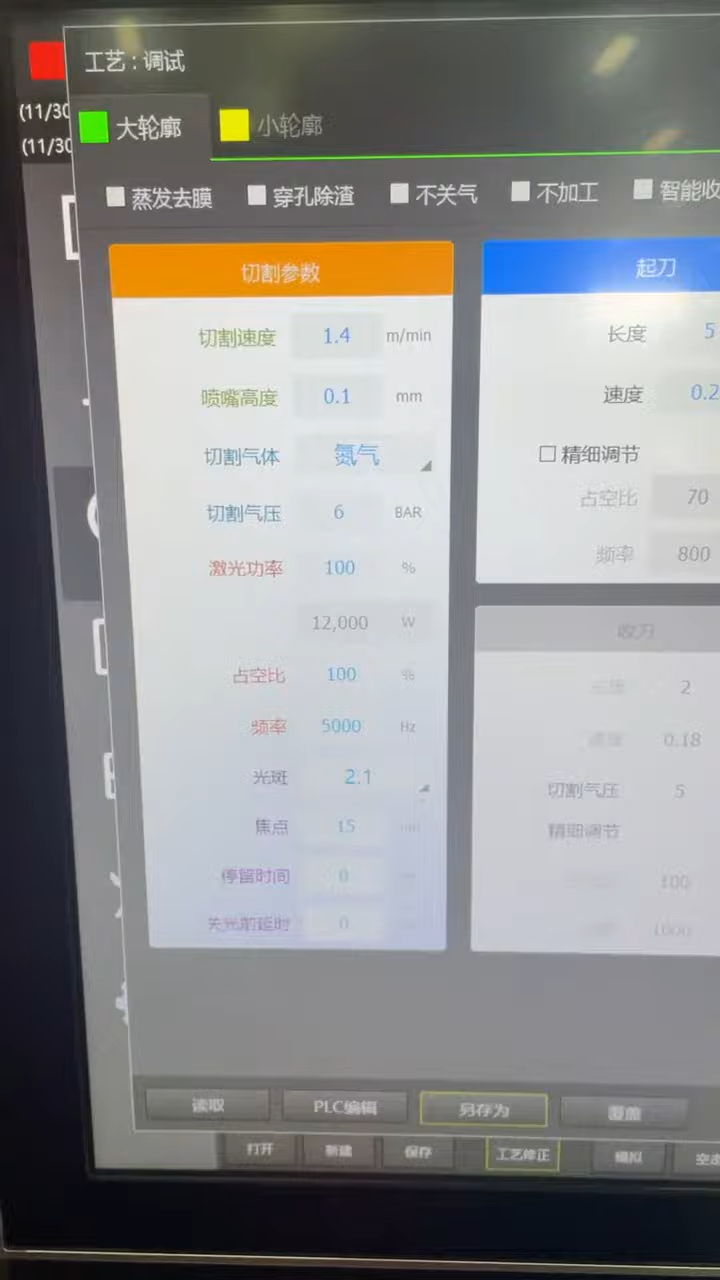 工艺：调试
(11/30
(11/30
大轮廓 小轮廓
蒸发去膜 穿孔除渣 不关气 不加工 智能收
切割参数
切割速度 1.4 m/min
喷嘴高度 0.1 mm
切割气体 氮气
切割气压 6 BAR
激光功率 100 %
12,000 W
占空比 100 %
频率 5000 Hz
光斑 2.1
焦点 15
停留时间 0
关光前延时 0
起刀
长度 5
速度 0.2
精细调节
占空比 70
频率 800
收刀
2
0.18
切割气压 5
精细调节
100
1000
读取 PLC编辑 另存为 覆盖
打开 新建 保存 工艺修正 模拟